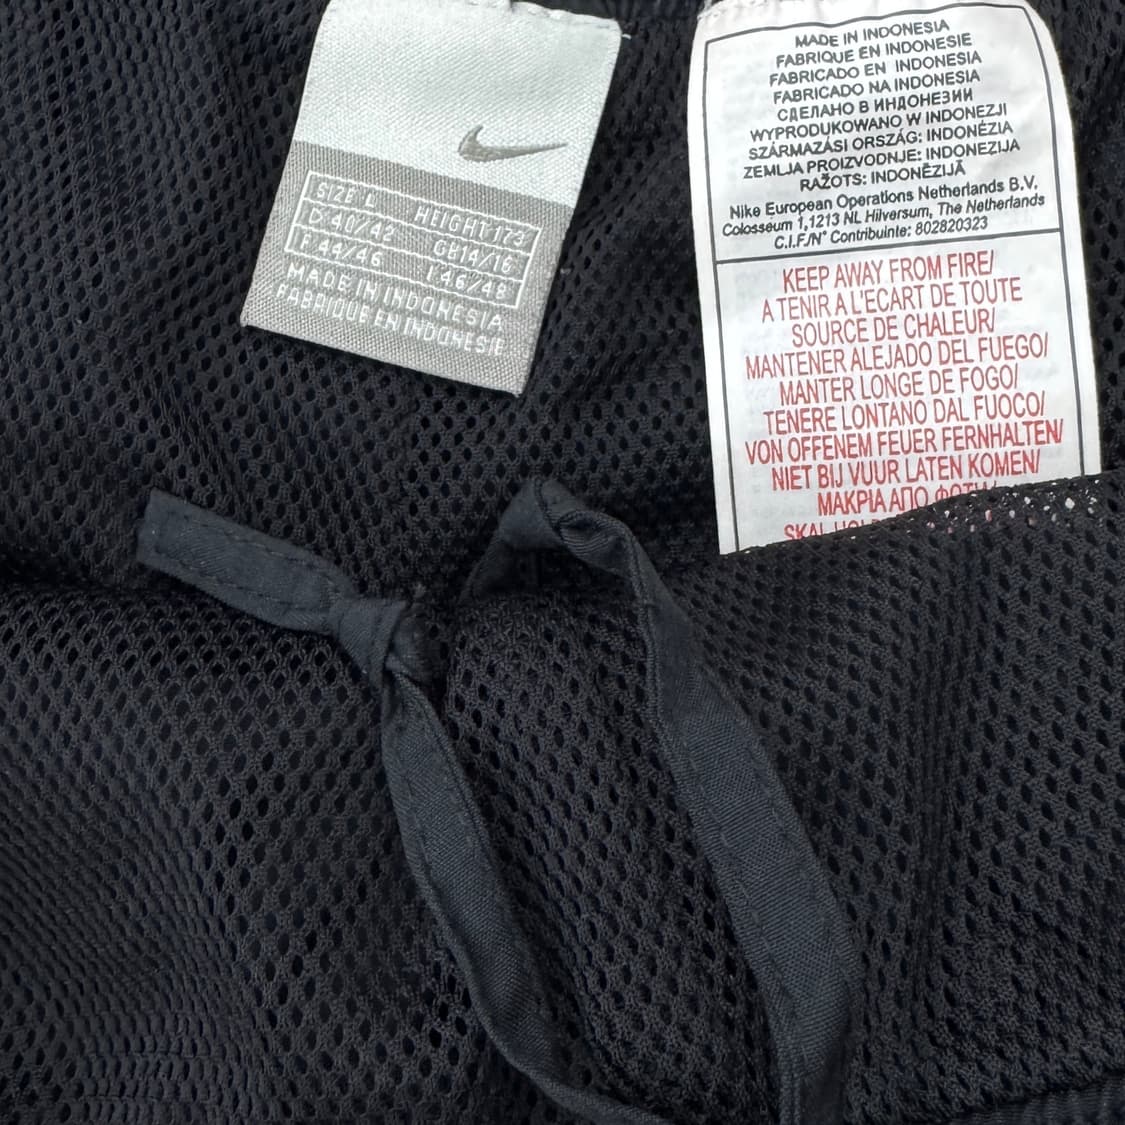 SIZE L HEIGHT 173
D 40/42 GB14/16
F 44/46 I 46/48
MADE IN INDONESIA
FABRIQUE EN INDONESIE
MADE IN INDONESIA
FABRIQUE EN INDONESIE
FABRICADO EN INDONESIA
FABRICADO NA INDONESIA
СДЕЛАНО В ИНДОНЕЗИИ
WYPRODUKOWANO W INDONEZJI
SZÁRMAZÁSI ORSZÁG: INDONÉZIA
ZEMLJA PROIZVODNJE: INDONEZIJA
RAŽOTS: INDONĒZIJĀ
Nike European Operations Netherlands B.V.
Colosseum 1,1213 NL Hilversum, The Netherlands
C.I.F/N° Contribuinte: 802820323
KEEP AWAY FROM FIRE/
A TENIR A L'ECART DE TOUTE
SOURCE DE CHALEUR/
MANTENER ALEJADO DEL FUEGO/
MANTER LONGE DE FOGO/
TENERE LONTANO DAL FUOCO/
VON OFFENEM FEUER FERNHALTEN/
NIET BIJ VUUR LATEN KOMEN/
ΜΑΚΡΙΑ ΑΠΟ ΦΩΤΙΑ/
SKAL